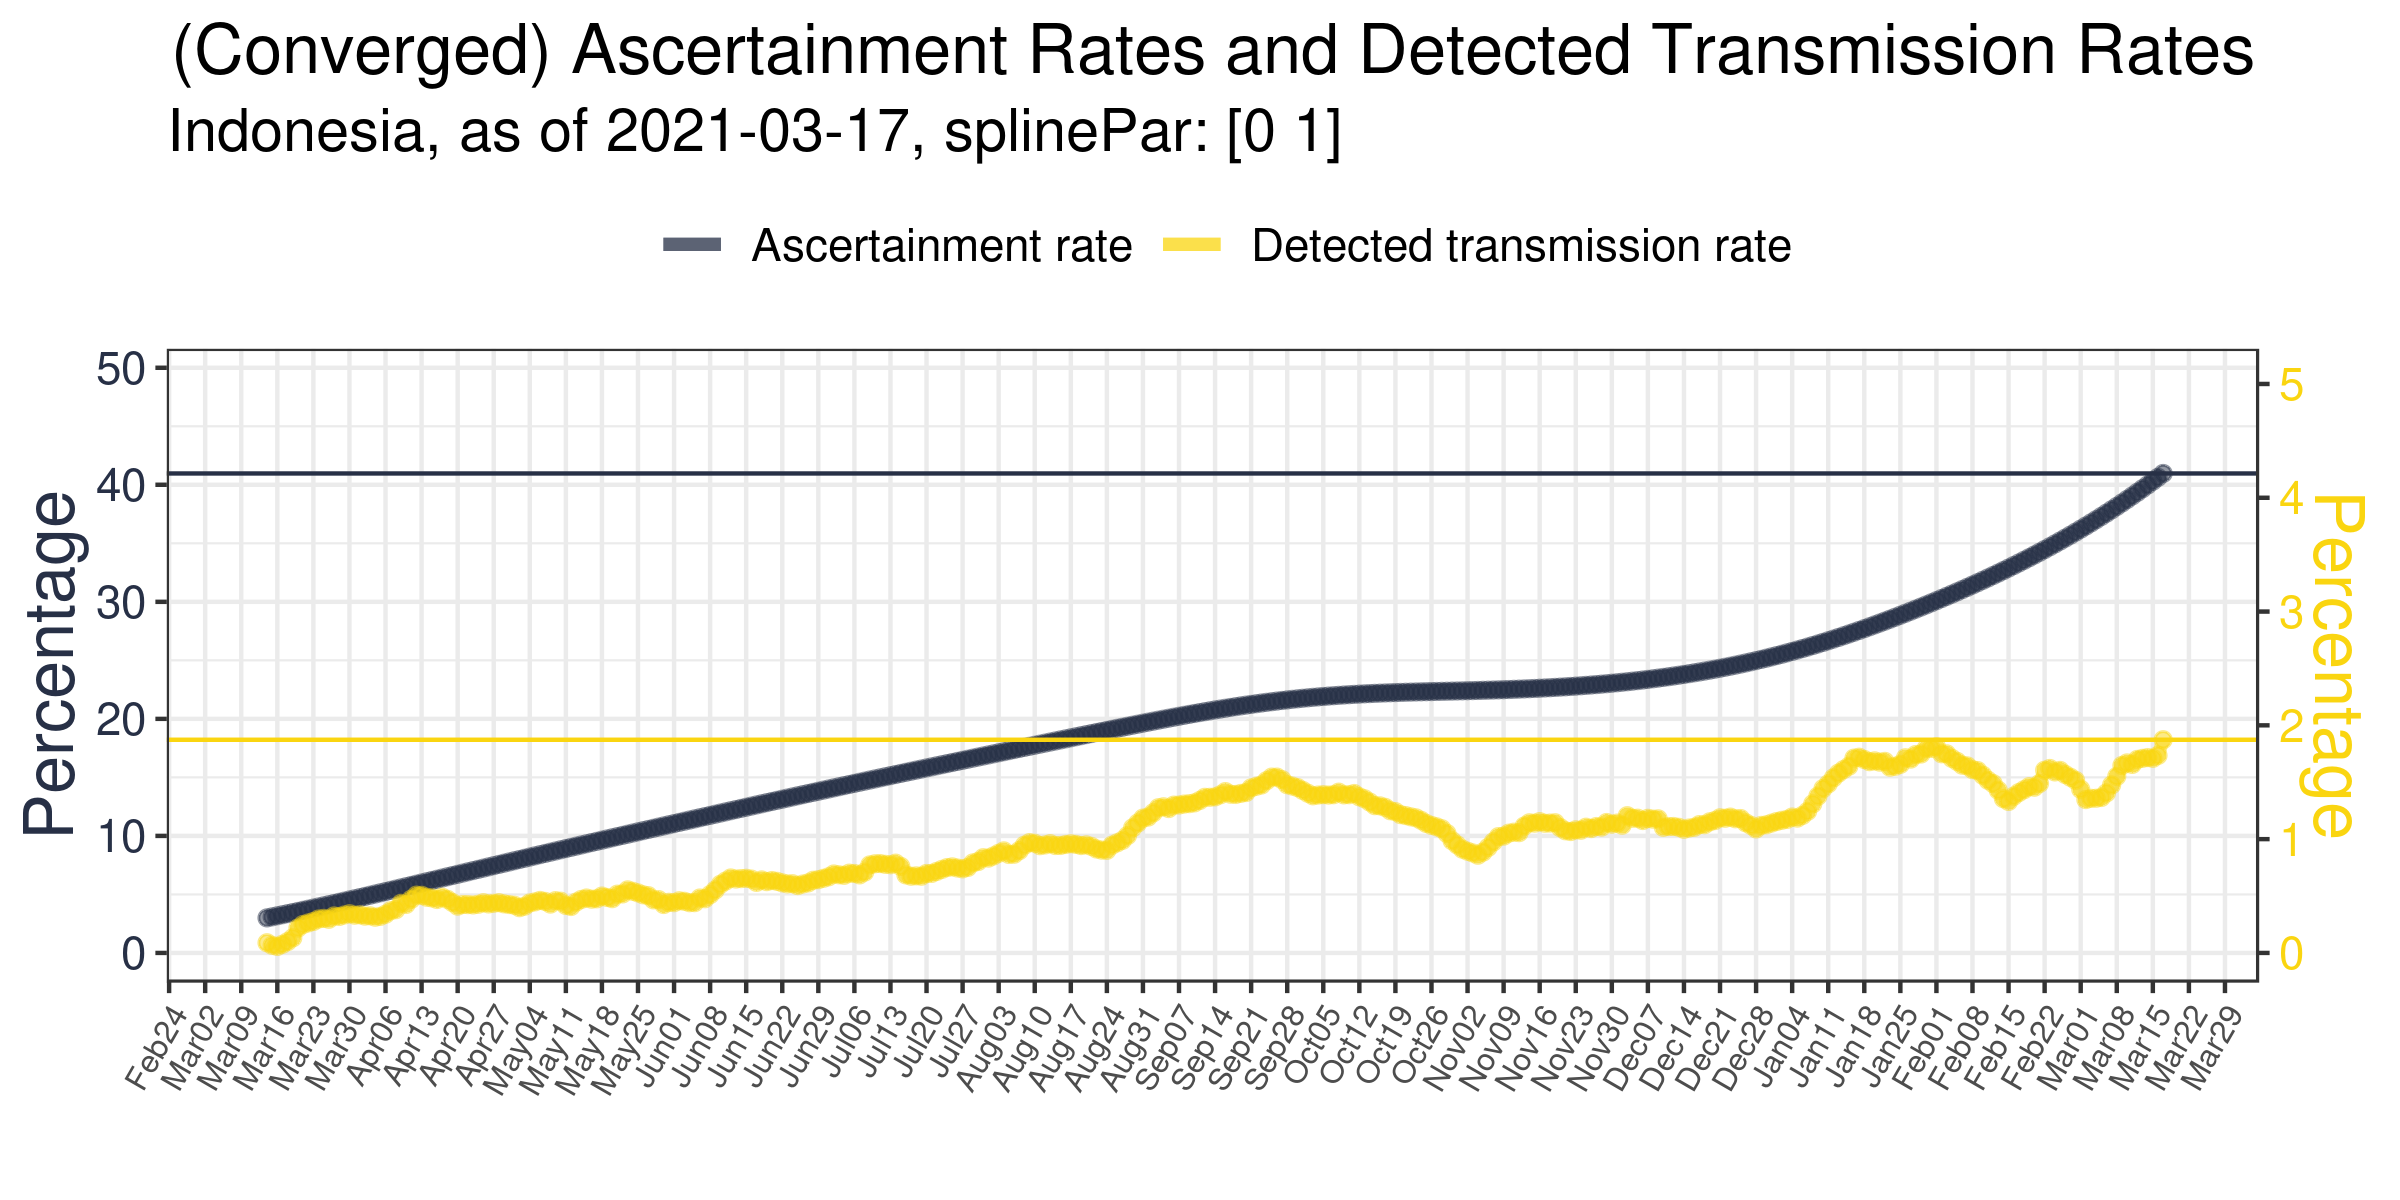 (Converged) Ascertainment Rates and Detected Transmission Rates
Indonesia, as of 2021-03-17, splinePar: [0 1]
Ascertainment rate
Detected transmission rate
Percentage
50
40
30
20
10
0
5
4
3
2
1
0
Percentage
Feb24
Mar02
Mar09
Mar16
Mar23
Mar30
Apr06
Apr13
Apr20
Apr27
May04
May11
May18
May25
Jun01
Jun08
Jun15
Jun22
Jun29
Jul06
Jul13
Jul20
Jul27
Aug03
Aug10
Aug17
Aug24
Aug31
Sep07
Sep14
Sep21
Sep28
Oct05
Oct12
Oct19
Oct26
Nov02
Nov09
Nov16
Nov23
Nov30
Dec07
Dec14
Dec21
Dec28
Jan04
Jan11
Jan18
Jan25
Feb01
Feb08
Feb15
Feb22
Mar01
Mar08
Mar15
Mar22
Mar29